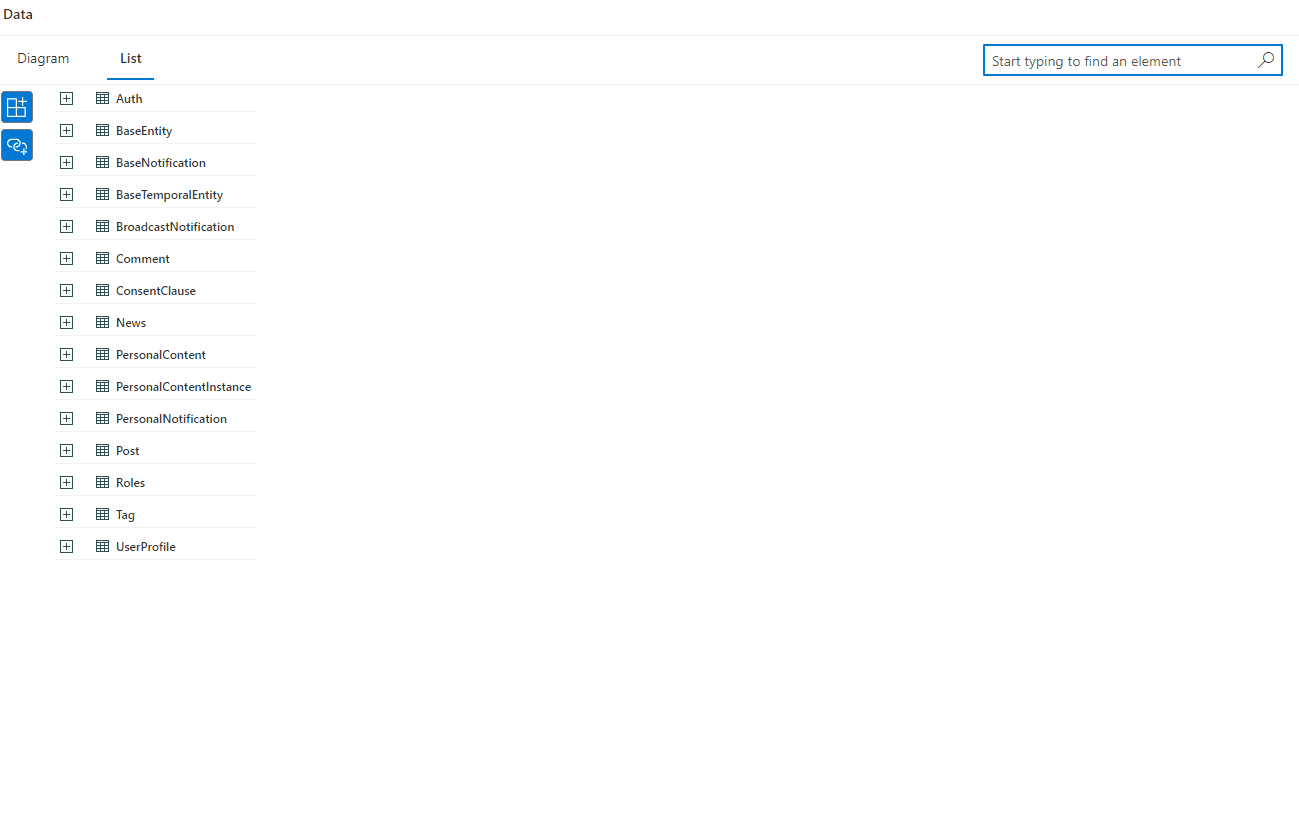 Data
Diagram
List
Start typing to find an element
Auth
BaseEntity
BaseNotification
BaseTemporalEntity
BroadcastNotification
Comment
ConsentClause
News
PersonalContent
PersonalContentInstance
PersonalNotification
Post
Roles
Tag
UserProfile